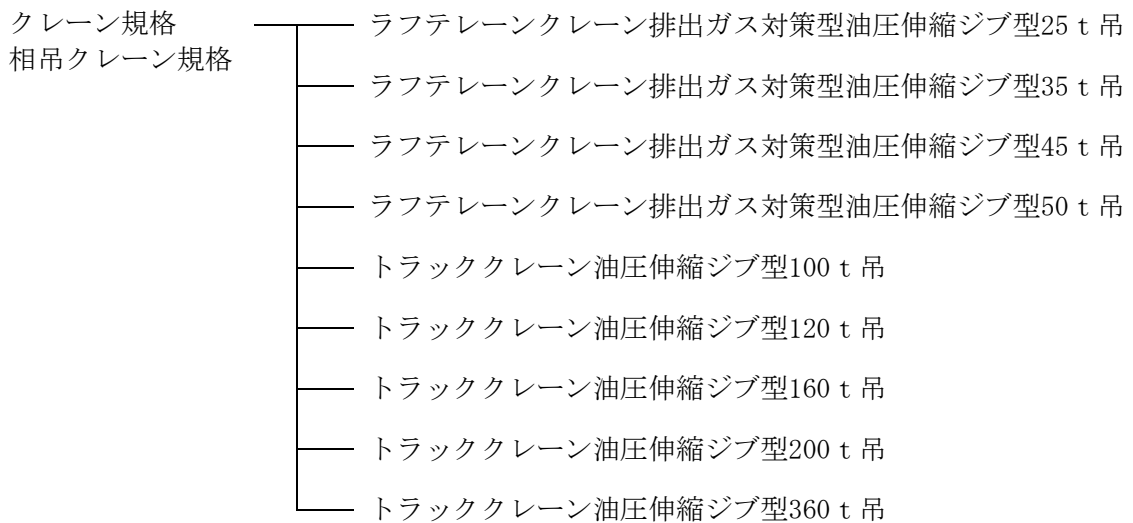 クレーン規格
相吊クレーン規格
ラフテレーンクレーン排出ガス対策型油圧伸縮ジブ型25ｔ吊
ラフテレーンクレーン排出ガス対策型油圧伸縮ジブ型35ｔ吊
ラフテレーンクレーン排出ガス対策型油圧伸縮ジブ型45ｔ吊
ラフテレーンクレーン排出ガス対策型油圧伸縮ジブ型50ｔ吊
トラッククレーン油圧伸縮ジブ型100ｔ吊
トラッククレーン油圧伸縮ジブ型120ｔ吊
トラッククレーン油圧伸縮ジブ型160ｔ吊
トラッククレーン油圧伸縮ジブ型200ｔ吊
トラッククレーン油圧伸縮ジブ型360ｔ吊